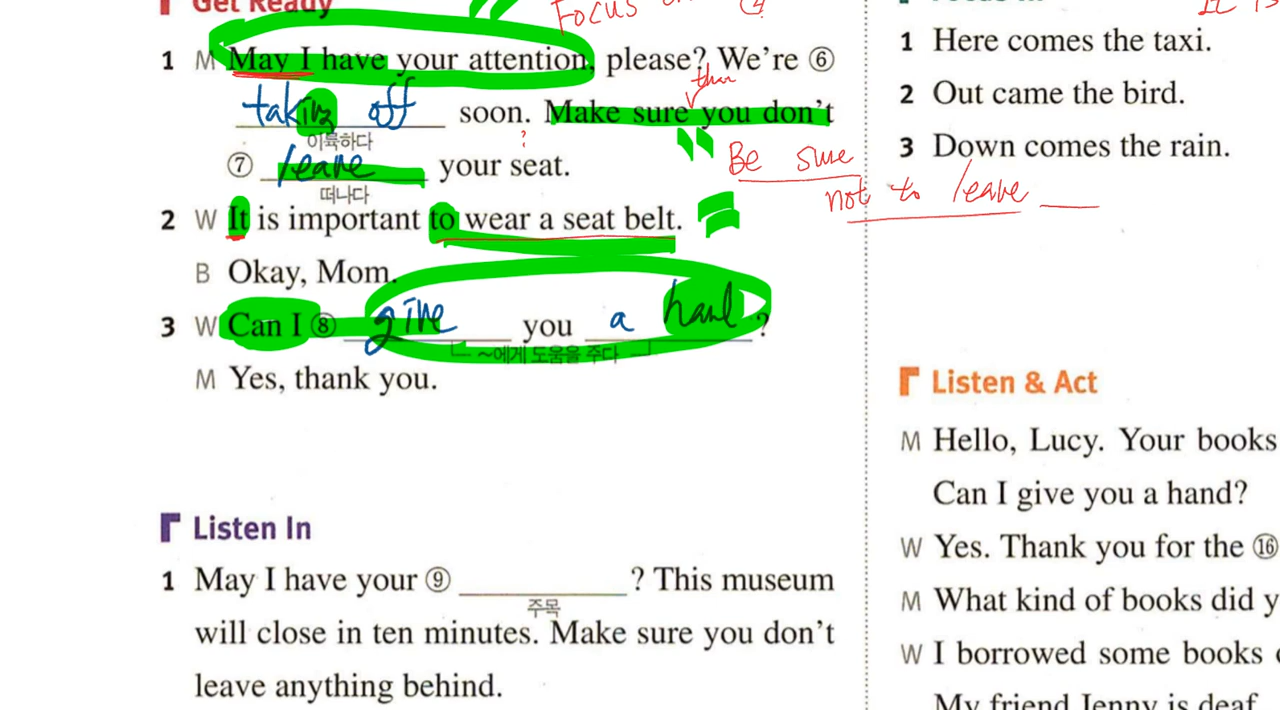 Get Ready
Focus
1 M May I have your attention, please? We're ⑥
than
taking off soon. Make sure you don't
이륙하다
?
⑦ leave your seat.
떠나다
Be sure
not to leave
2 W It is important to wear a seat belt.
B Okay, Mom.
3 W Can I ⑧ give you a hand?
~에게 도움을 주다
M Yes, thank you.
Listen In
1 May I have your ⑨ ? This museum
주목
will close in ten minutes. Make sure you don't
leave anything behind.
It is
1 Here comes the taxi.
2 Out came the bird.
3 Down comes the rain.
Listen & Act
M Hello, Lucy. Your books
Can I give you a hand?
W Yes. Thank you for the ⑯
M What kind of books did y
W I borrowed some books
My friend Jenny is deaf